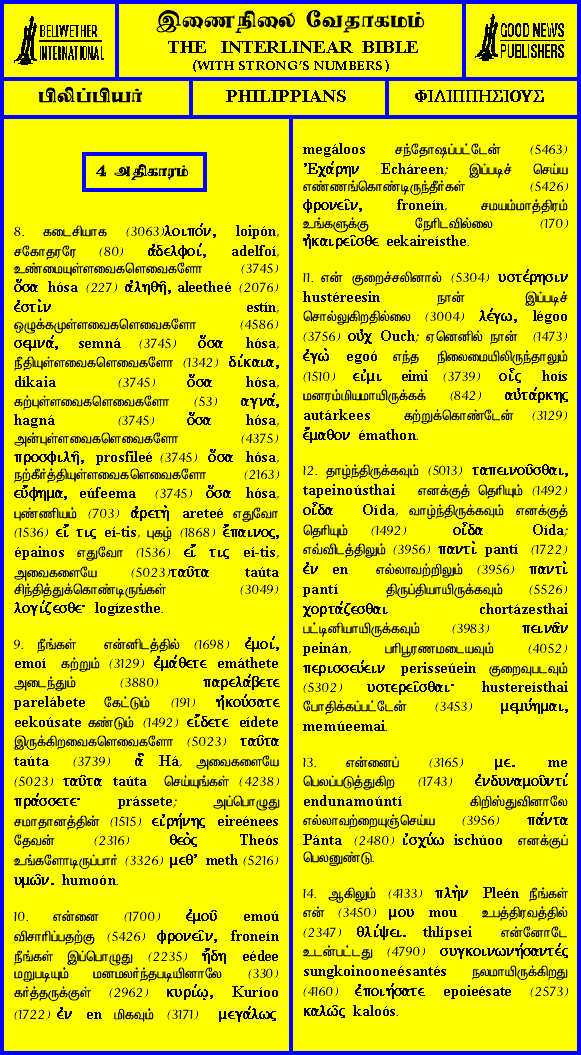 BELLWETHER
INTERNATIONAL
இணைநிலை வேதாகமம்
THE INTERLINEAR BIBLE
(WITH STRONG'S NUMBERS)
GOOD NEWS
PUBLISHERS
பிலிப்பியர்
PHILIPPIANS
ΦΙΛΙΠΠΗΣΙΟΥΣ
4 அதிகாரம்
8. கடைசியாக (3063)λοιπόν, loipón,
சகோதரரே (80) ἀδελφοί, adelfoí,
உண்மையுள்ளவைகளெவைகளோ (3745)
ὅσα hósa (227) ἀληθῆ, aleetheé (2076)
ἐστὶν estín,
ஒழுக்கமுள்ளவைகளெவைகளோ (4586)
σεμνά, semná (3745) ὅσα hósa,
நீதியுள்ளவைகளெவைகளோ (1342) δίκαια,
díkaia (3745) ὅσα hósa,
கற்புள்ளவைகளெவைகளோ (53) αγνά,
hagná (3745) ὅσα hósa,
அன்புள்ளவைகளெவைகளோ (4375)
προσφιλῆ, prosfileé (3745) ὅσα hósa,
நற்கீர்த்தியுள்ளவைகளெவைகளோ (2163)
εὔφημα, eúfeema (3745) ὅσα hósa,
புண்ணியம் (703) ἀρετὴ areteé எதுவோ
(1536) εἴ τις eí-tis, புகழ் (1868) ἔπαινος,
épainos எதுவோ (1536) εἴ τις eí-tis,
அவைகளையே (5023)ταῦτα taúta
சிந்தித்துக்கொண்டிருங்கள் (3049)
λογίζεσθε· logízesthe.
9. நீங்கள் என்னிடத்தில் (1698) ἐμοί,
emoí கற்றும் (3129) ἐμάθετε emáthete
அடைந்தும் (3880) παρελάβετε
parelábete கேட்டும் (191) ἠκούσατε
eekoúsate கண்டும் (1492) εἴδετε eídete
இருக்கிறவைகளெவைகளோ (5023) ταῦτα
taúta (3739) ἃ Há, அவைகளையே
(5023) ταῦτα taúta செய்யுங்கள் (4238)
πράσσετε· prássete; அப்பொழுது
சமாதானத்தின் (1515) εἰρήνης eireénees
தேவன் (2316) θεὸς Theós
உங்களோடிருப்பார் (3326) μεθ' meth (5216)
υμῶν. humoón.
10. என்னை (1700) ἐμοῦ emoú
விசாரிப்பதற்கு (5426) φρονεῖν, froneín
நீங்கள் இப்பொழுது (2235) ἤδη eédee
மறுபடியும் மனமலர்ந்தபடியினாலே (330)
கர்த்தருக்குள் (2962) κυρίῳ, Kuríoo
(1722) ἐν en மிகவும் (3171) μεγάλως
megáloos சந்தோஷப்பட்டேன் (5463)
Ἐχάρην Echáreen; இப்படிச் செய்ய
எண்ணங்கொண்டிருந்தீர்கள் (5426)
φρονεῖν, froneín, சமயம்மாத்திரம்
உங்களுக்கு நேரிடவில்லை (170)
ἠκαιρεῖσθε eekaireísthe.
11. என் குறைச்சலினால் (5304) υστέρησιν
hustéreesin நான் இப்படிச்
சொல்லுகிறதில்லை (3004) λέγω, légoo
(3756) οὐχ Ouch; ஏனெனில் நான் (1473)
ἐγὼ egoó எந்த நிலைமையிலிருந்தாலும்
(1510) εἰμι eimi (3739) οἷς hoís
மனரம்மியமாயிருக்கக் (842) αὐτάρκης
autárkees கற்றுக்கொண்டேன் (3129)
ἔμαθον émathon.
12. தாழ்ந்திருக்கவும் (5013) ταπεινοῦσθαι,
tapeinoústhai எனக்குத் தெரியும் (1492)
οἶδα Oída, வாழ்ந்திருக்கவும் எனக்குத்
தெரியும் (1492) οἶδα Oída;
எவ்விடத்திலும் (3956) παντὶ pantí (1722)
ἐν en எல்லாவற்றிலும் (3956) παντὶ
pantí திருப்தியாயிருக்கவும் (5526)
χορτάζεσθαι chortázesthai
பட்டினியாயிருக்கவும் (3983) πεινᾶν
peinán, பரிபூரணமடையவும் (4052)
περισσεύειν perisseúein குறைவுபடவும்
(5302) υστερεῖσθαι· hustereísthai
போதிக்கப்பட்டேன் (3453) μεμύημαι,
memúeemai.
13. என்னைப் (3165) με. me
பெலப்படுத்துகிற (1743) ἐνδυναμοῦντί
endunamoúntí கிறிஸ்துவினாலே
எல்லாவற்றையுஞ்செய்ய (3956) πάντα
Pánta (2480) ἰσχύω ischúoo எனக்குப்
பெலனுண்டு.
14. ஆகிலும் (4133) πλὴν Pleén நீங்கள்
என் (3450) μου mou உபத்திரவத்தில்
(2347) θλίψει. thlípsei என்னோடே
உடன்பட்டது (4790) συγκοινωνήσαντές
sungkoinooneésantés நலமாயிருக்கிறது
(4160) ἐποιήσατε epoieésate (2573)
καλῶς kaloós.